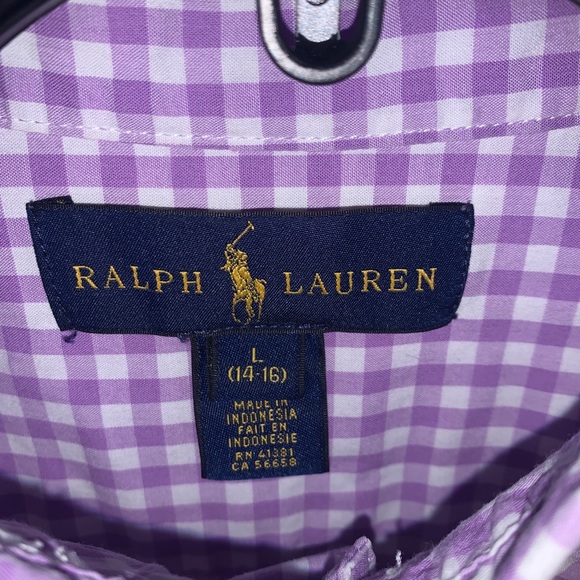 RALPH LAUREN
L
(14-16)
MADE IN
INDONESIA
FAIT EN
INDONESIE
RN 41381
CA 56658